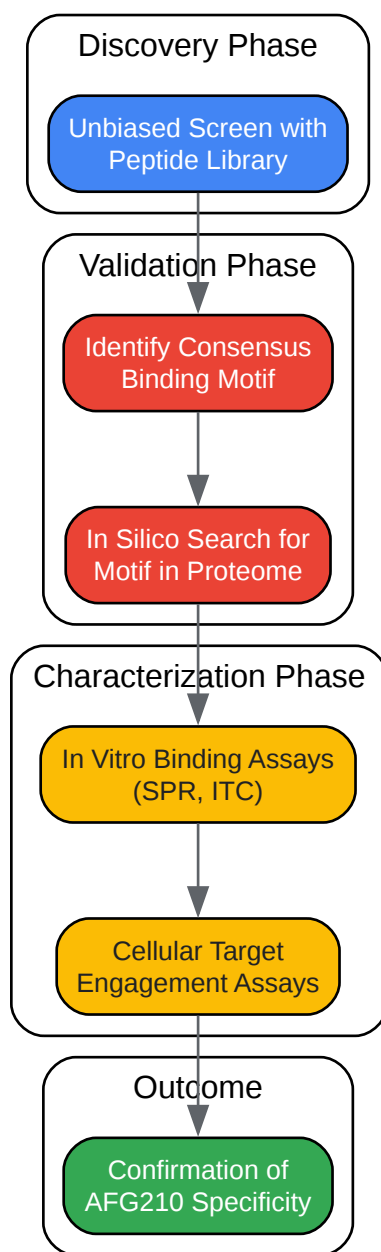 Discovery Phase
Unbiased Screen with
Peptide Library
Validation Phase
Identify Consensus
Binding Motif
In Silico Search for
Motif in Proteome
Characterization Phase
In Vitro Binding Assays
(SPR, ITC)
Cellular Target
Engagement Assays
Outcome
Confirmation of
AFG210 Specificity